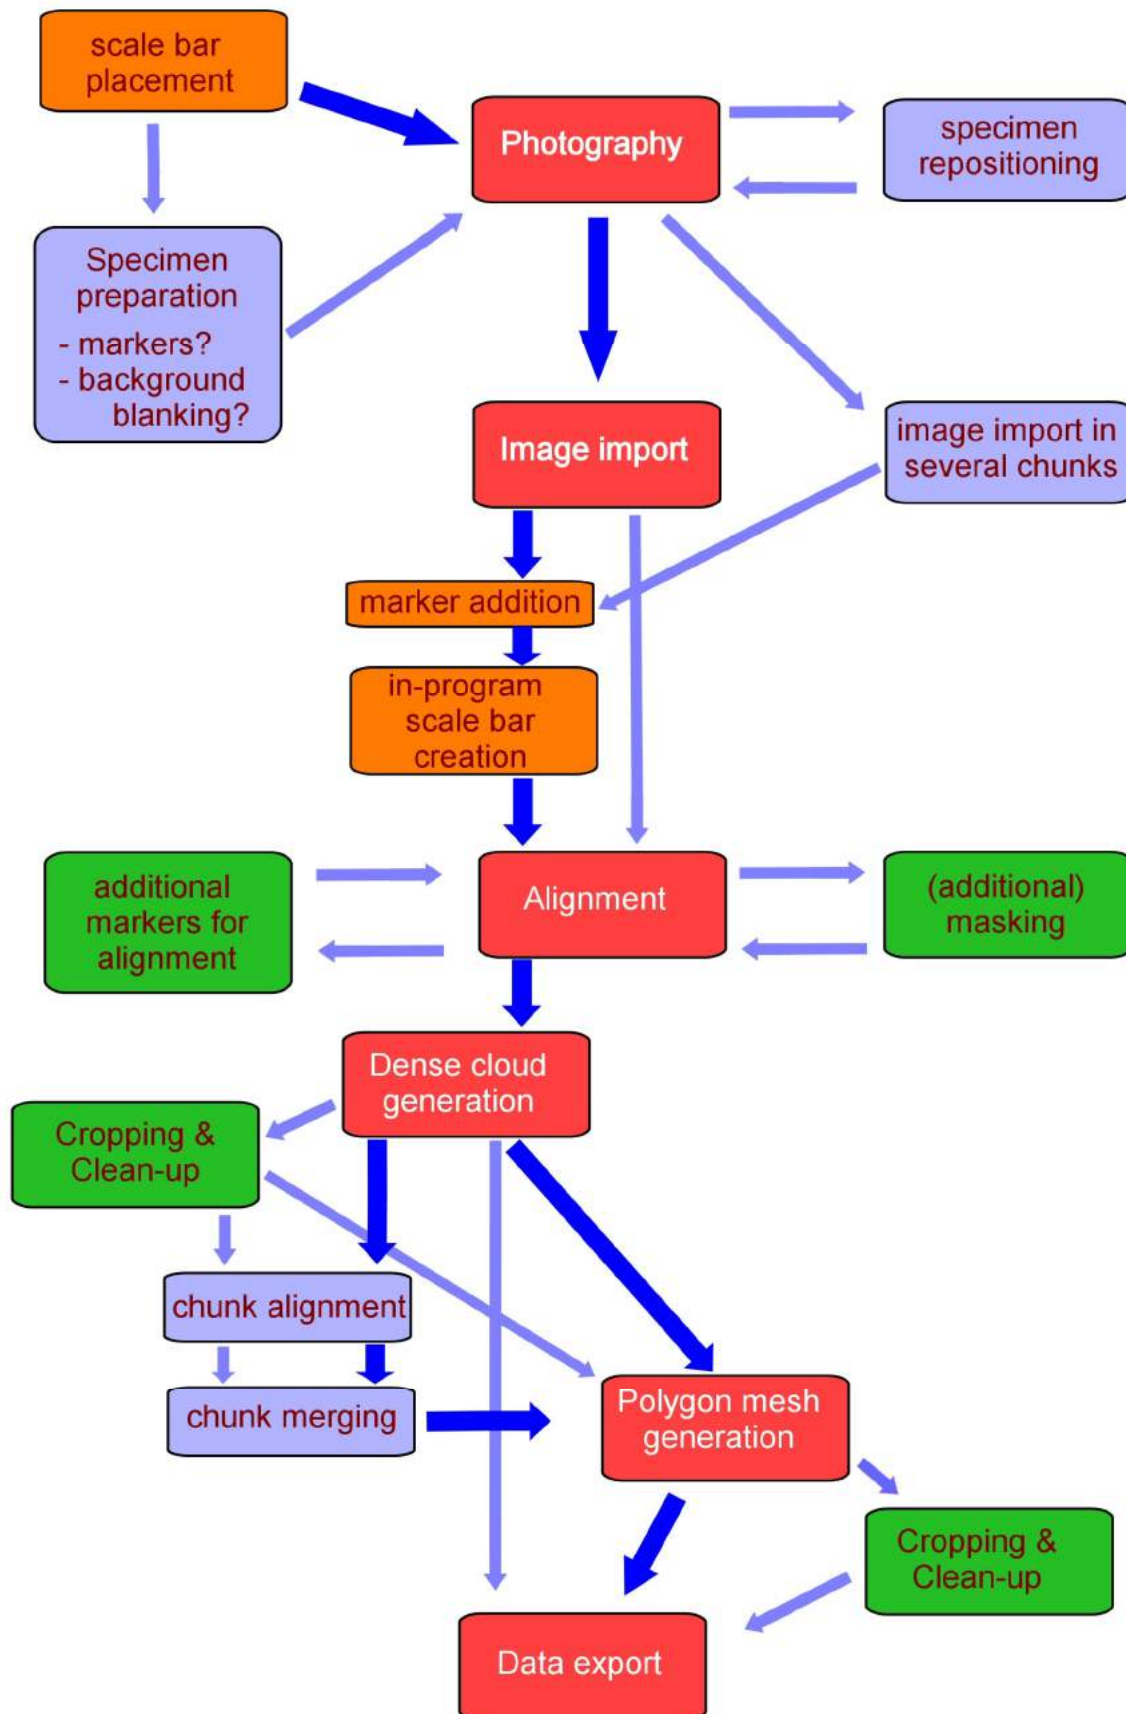 scale bar
placement
Photography
specimen
repositioning
Specimen
preparation
- markers?
- background
blanking?
Image import
image import in
several chunks
marker addition
in-program
scale bar
creation
additional
markers for
alignment
Alignment
(additional)
masking
Dense cloud
generation
Cropping &
Clean-up
chunk alignment
chunk merging
Polygon mesh
generation
Cropping &
Clean-up
Data export